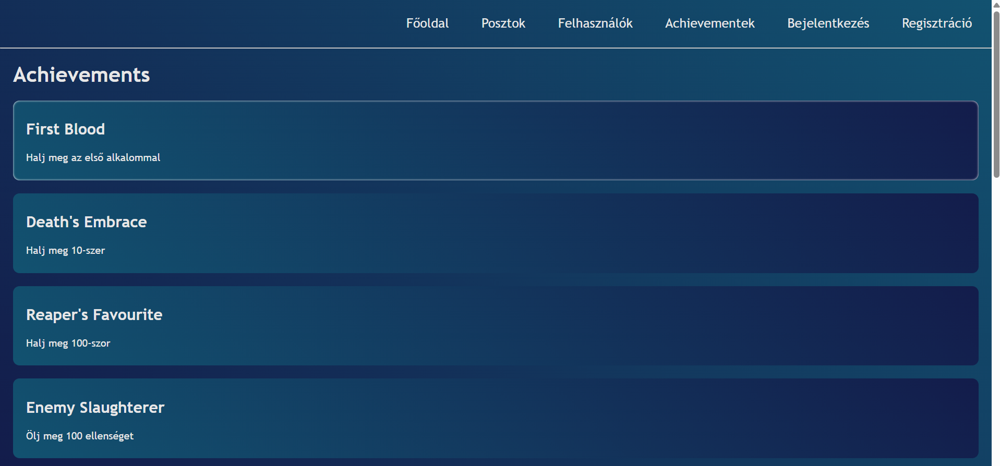 Főoldal Posztok Felhasználók Achievementek Bejelentkezés Regisztráció
Achievements
First Blood
Halj meg az első alkalommal
Death's Embrace
Halj meg 10-szer
Reaper's Favourite
Halj meg 100-szor
Enemy Slaughterer
Ölj meg 100 ellenséget